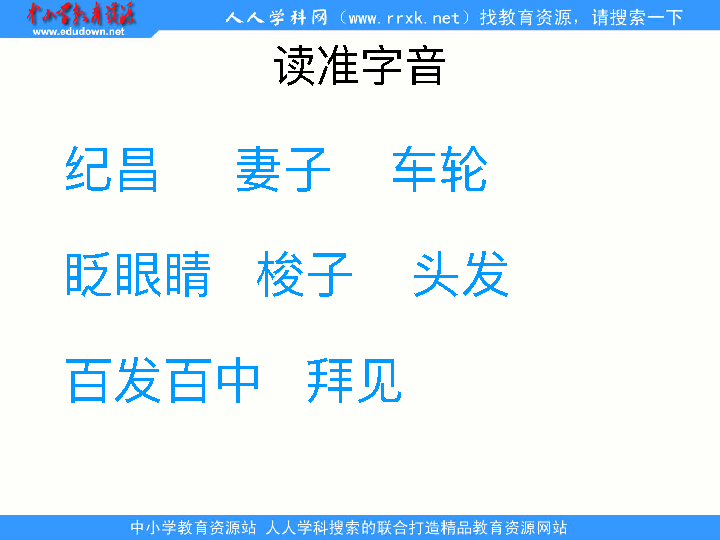 中小学教育资源
www.edudown.net
人人学科网（www.rrxk.net）找教育资源，请搜索一下
读准字音
纪昌 妻子 车轮
眨眼睛 梭子 头发
百发百中 拜见
中小学教育资源站 人人学科搜索的联合打造精品教育资源网站